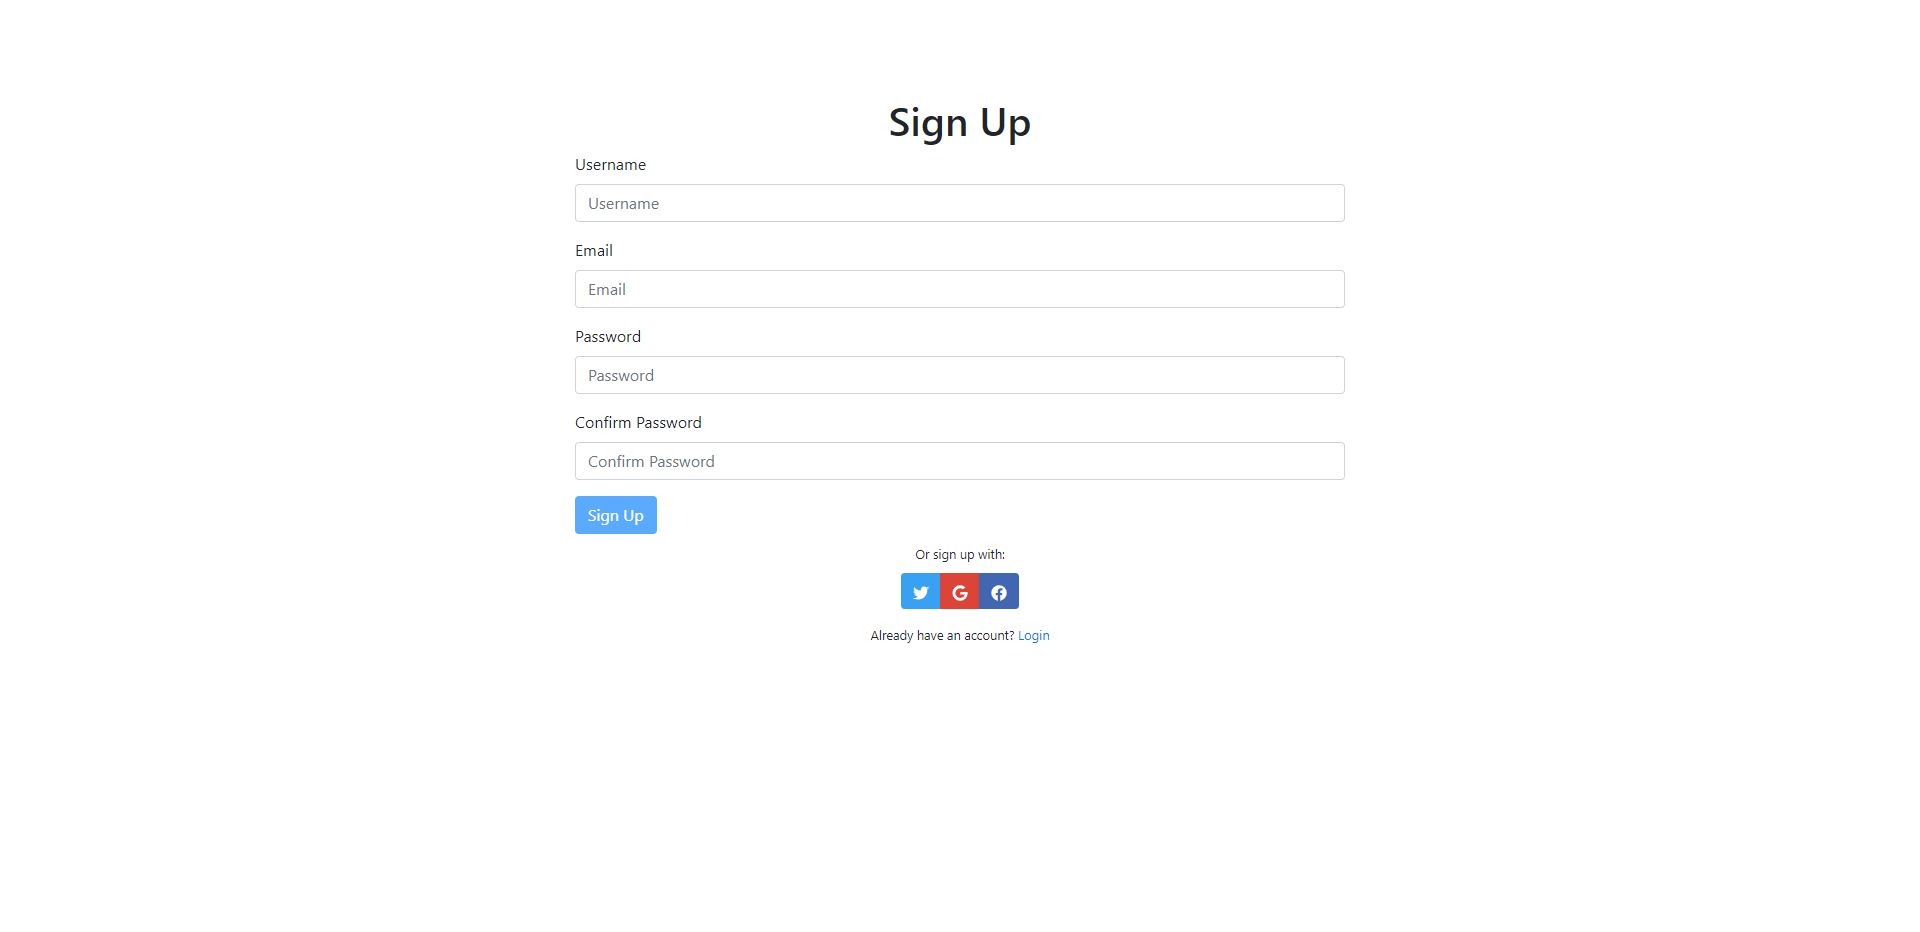 Sign Up
Username
Username
Email
Email
Password
Password
Confirm Password
Confirm Password
Sign Up
Or sign up with:
Already have an account? Login